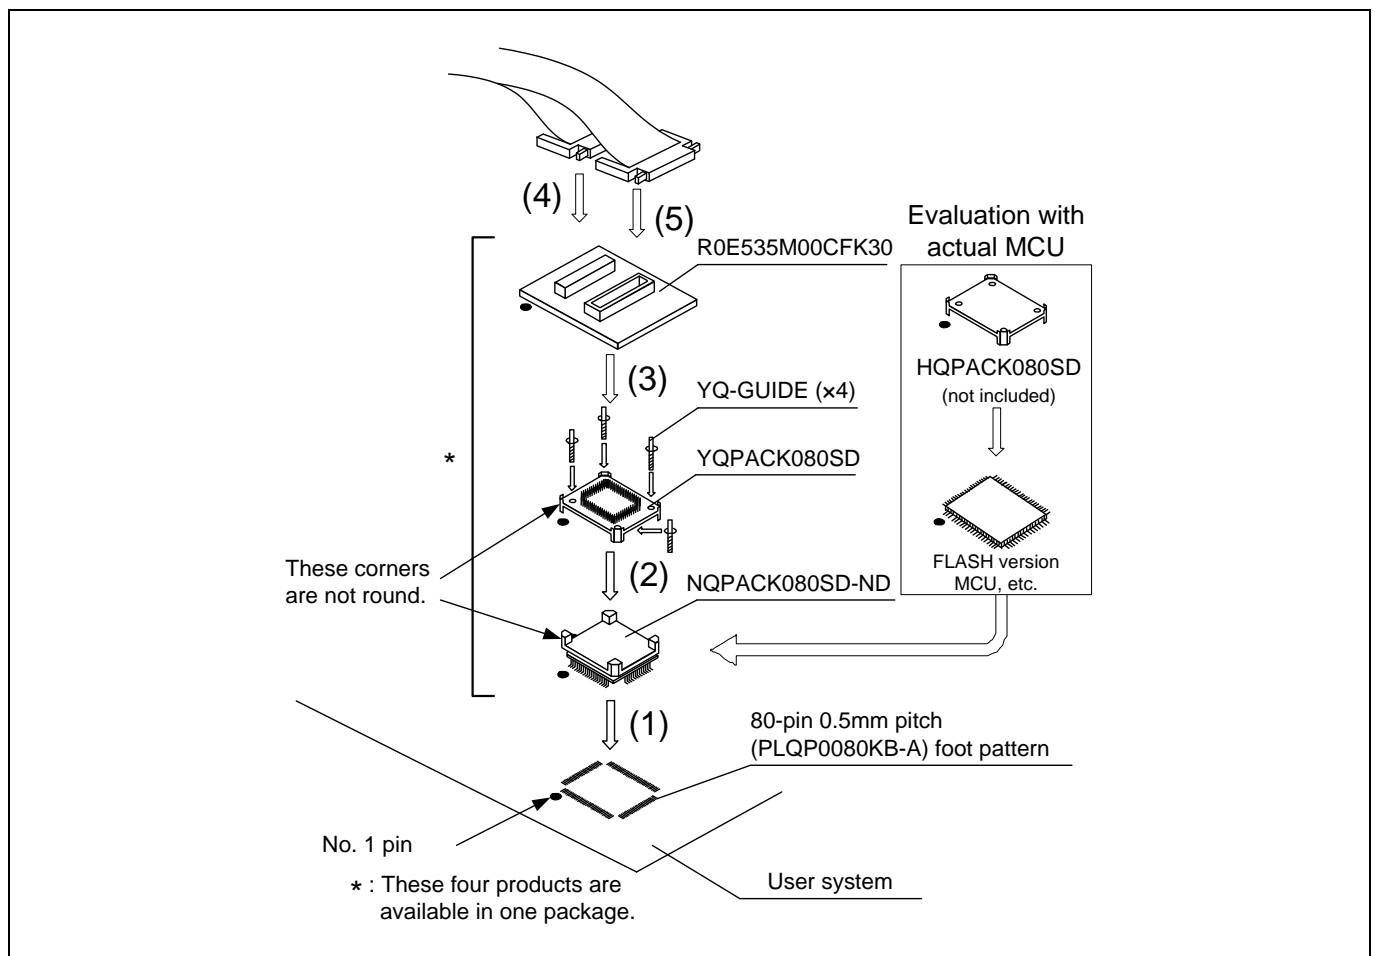 (4)
(5)
Evaluation with
actual MCU
R0E535M00CFK30
HQPACK080SD
(not included)
(3)
YQ-GUIDE (×4)
YQPACK080SD
*
FLASH version
MCU, etc.
These corners
are not round.
(2)
NQPACK080SD-ND
(1)
80-pin 0.5mm pitch
(PLQP0080KB-A) foot pattern
No. 1 pin
User system
* : These four products are
available in one package.